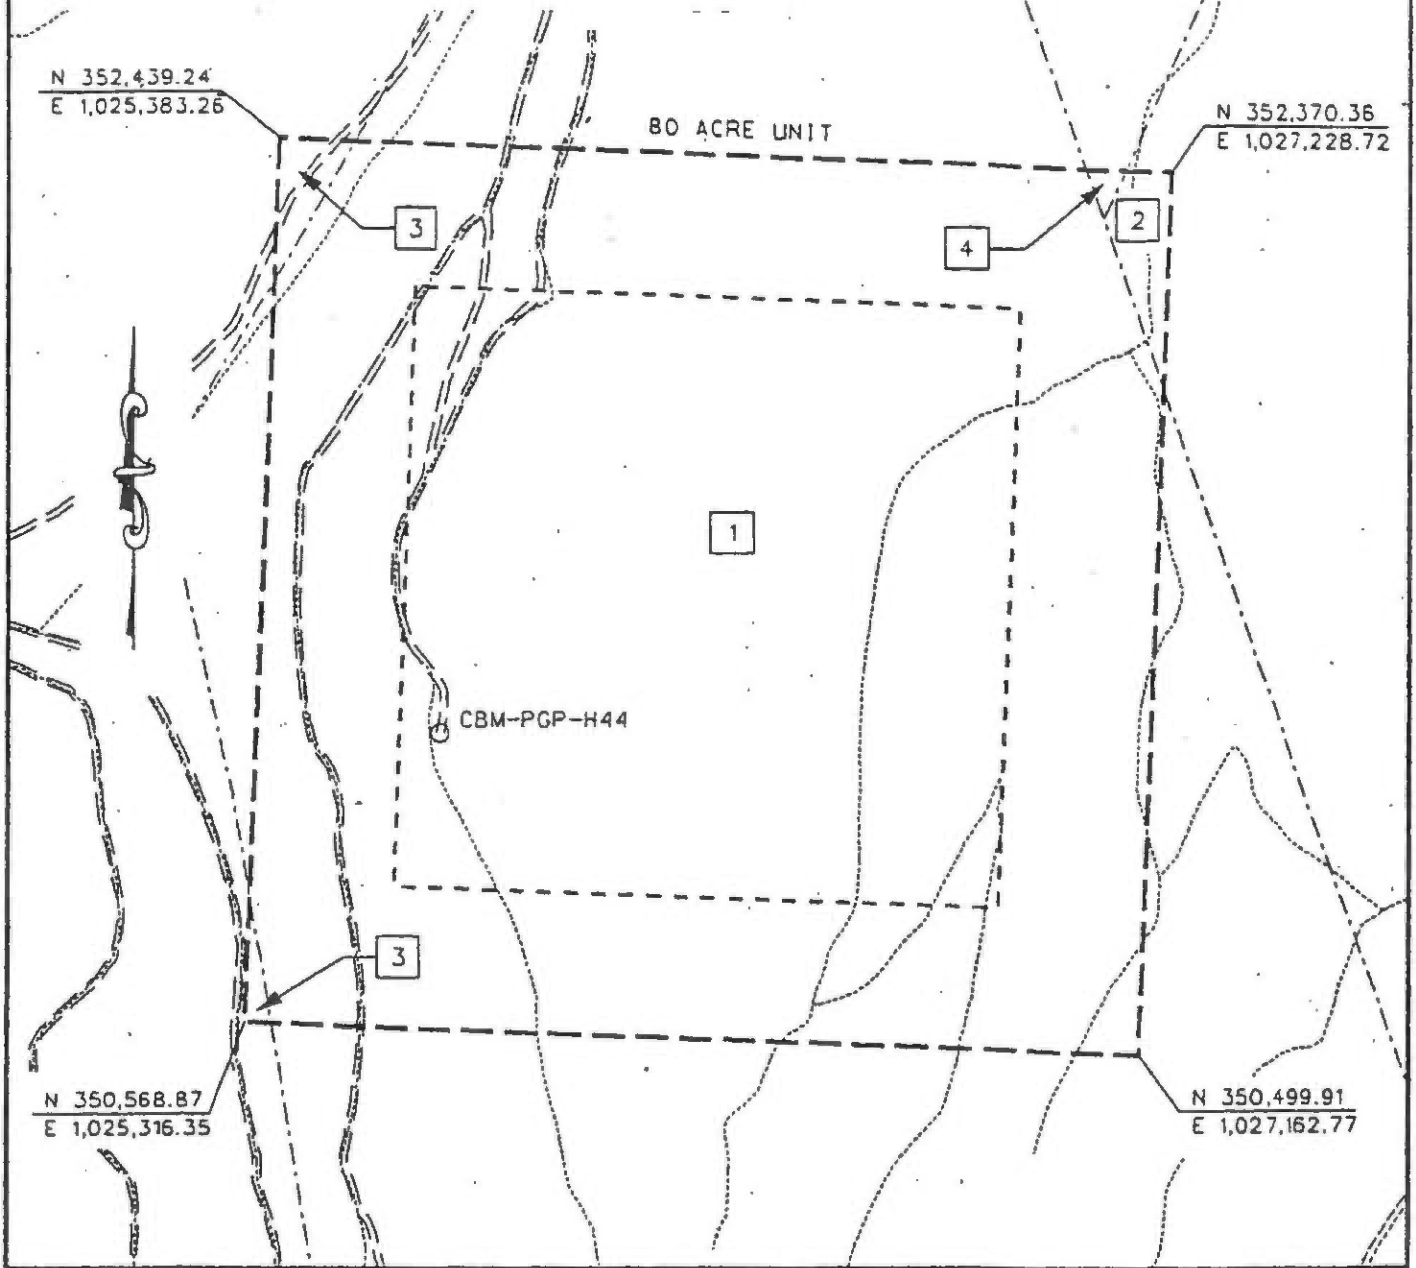 N 352,439.24
E 1,025,383.26
80 ACRE UNIT
N 352,370.36
E 1,027,228.72
3
4
2
1
CBM-PGP-H44
3
N 350,568.87
E 1,025,316.35
N 350,499.91
E 1,027,162.77